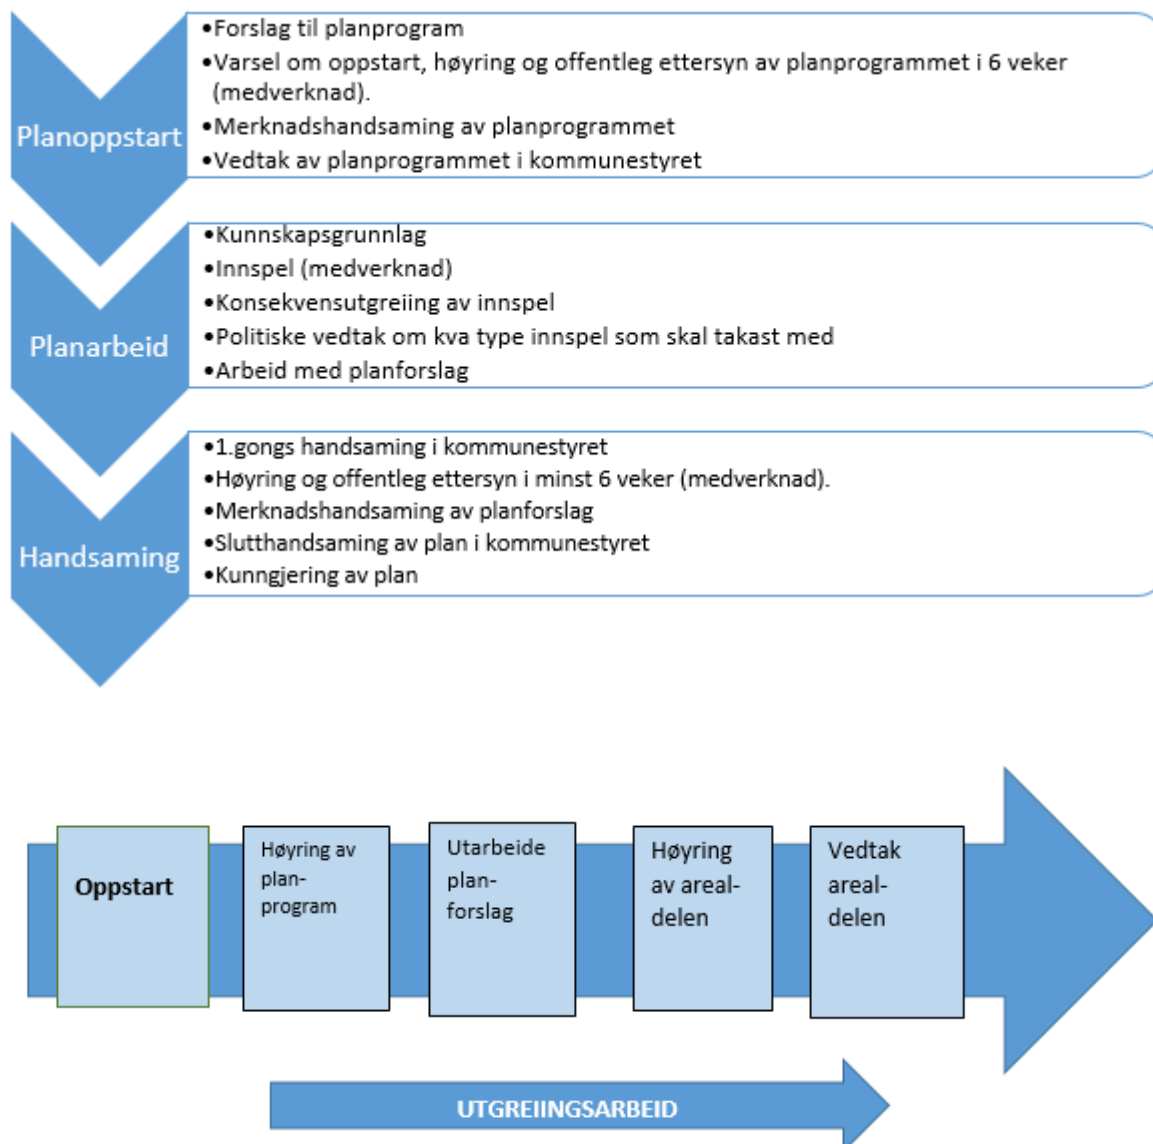 Planoppstart
•Forslag til planprogram
•Varsel om oppstart, høyring og offentleg ettersyn av planprogrammet i 6 veker
(medverknad).
•Merknadshandsaming av planprogrammet
•Vedtak av planprogrammet i kommunestyret
Planarbeid
•Kunnskapsgrunnlag
•Innspel (medverknad)
•Konsekvensutgreiing av innspel
•Politiske vedtak om kva type innspel som skal takast med
•Arbeid med planforslag
Handsaming
•1.gongs handsaming i kommunestyret
•Høyring og offentleg ettersyn i minst 6 veker (medverknad).
•Merknadshandsaming av planforslag
•Slutthandsaming av plan i kommunestyret
•Kunngjering av plan
Oppstart
Høyring av
plan-
program
Utarbeide
plan-
forslag
Høyring
av areal-
delen
Vedtak
areal-
delen
UTGREIINGSARBEID